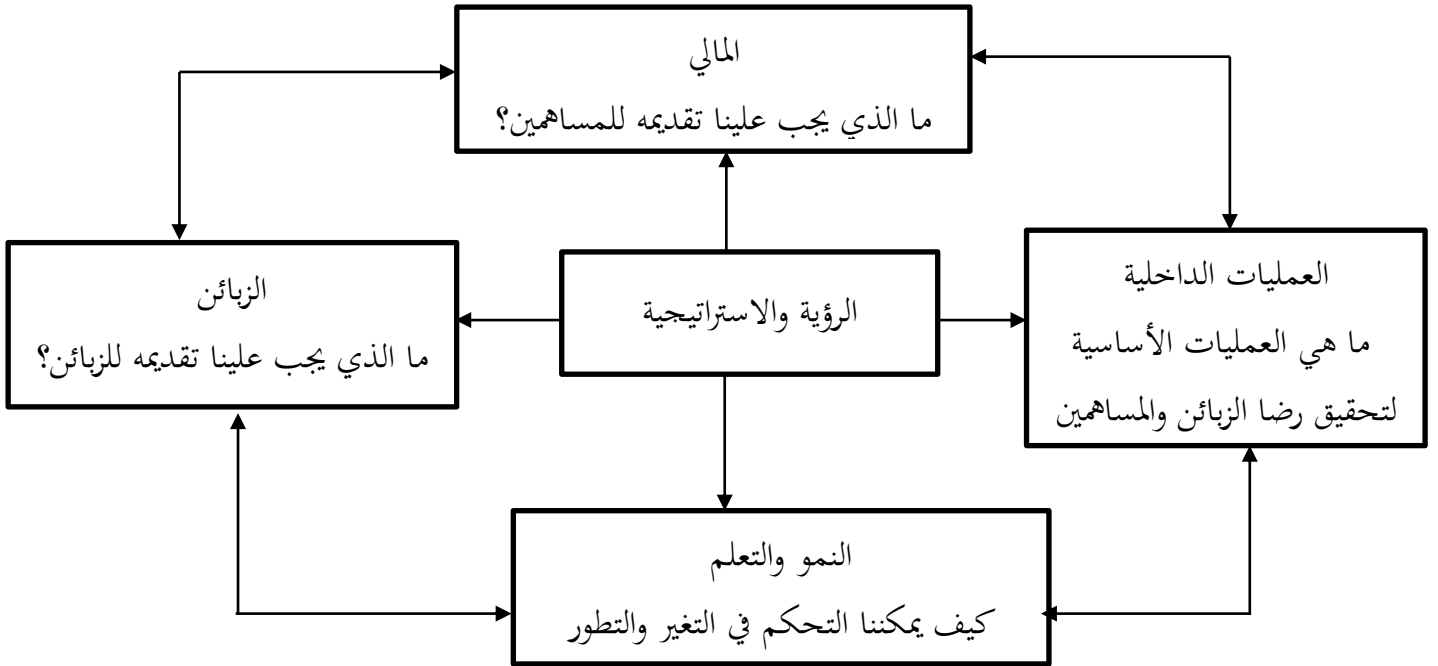 المالي
ما الذي يجب علينا تقديمه للمساهمين؟
العمليات الداخلية
ما هي العمليات الأساسية
لتحقيق رضا الزبائن والمساهمين
الرؤية والاستراتيجية
الزبائن
ما الذي يجب علينا تقديمه للزبائن؟
النمو والتعلم
كيف يمكننا التحكم في التغير والتطور